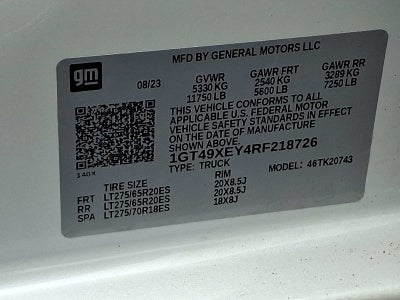 gm
MFD BY GENERAL MOTORS LLC
08/23 GVWR GAWR FRT GAWR RR
5330 KG 2540 KG 3289 KG
11750 LB 5600 LB 7250 LB
THIS VEHICLE CONFORMS TO ALL
APPLICABLE U.S. FEDERAL MOTOR
VEHICLE SAFETY STANDARDS IN EFFECT
ON THE DATE OF MANUFACTURE
SHOWN ABOVE.
1GT49XEY4RF218726
TYPE: TRUCK MODEL: 46TK20743
140X
TIRE SIZE RIM
FRT LT275/65R20ES 20X8.5J
RR LT275/65R20ES 20X8.5J
SPA LT275/70R18ES 18X8J